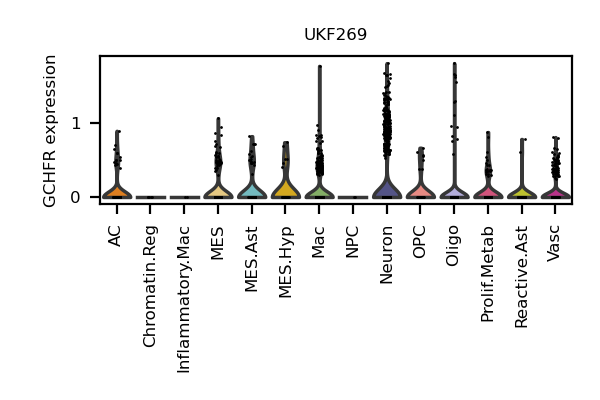 UKF269
GCHFR expression
1
0
AC
Chromatin.Reg
Inflammatory.Mac
MES
MES.Ast
MES.Hyp
Mac
NPC
Neuron
OPC
Oligo
Prolif.Metab
Reactive.Ast
Vasc